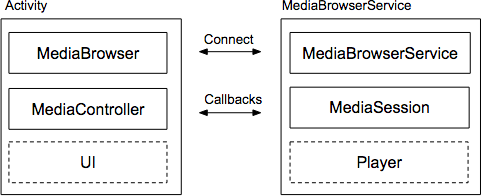 Activity
MediaBrowserService
MediaBrowser
Connect
MediaBrowserService
MediaController
Callbacks
MediaSession
UI
Player